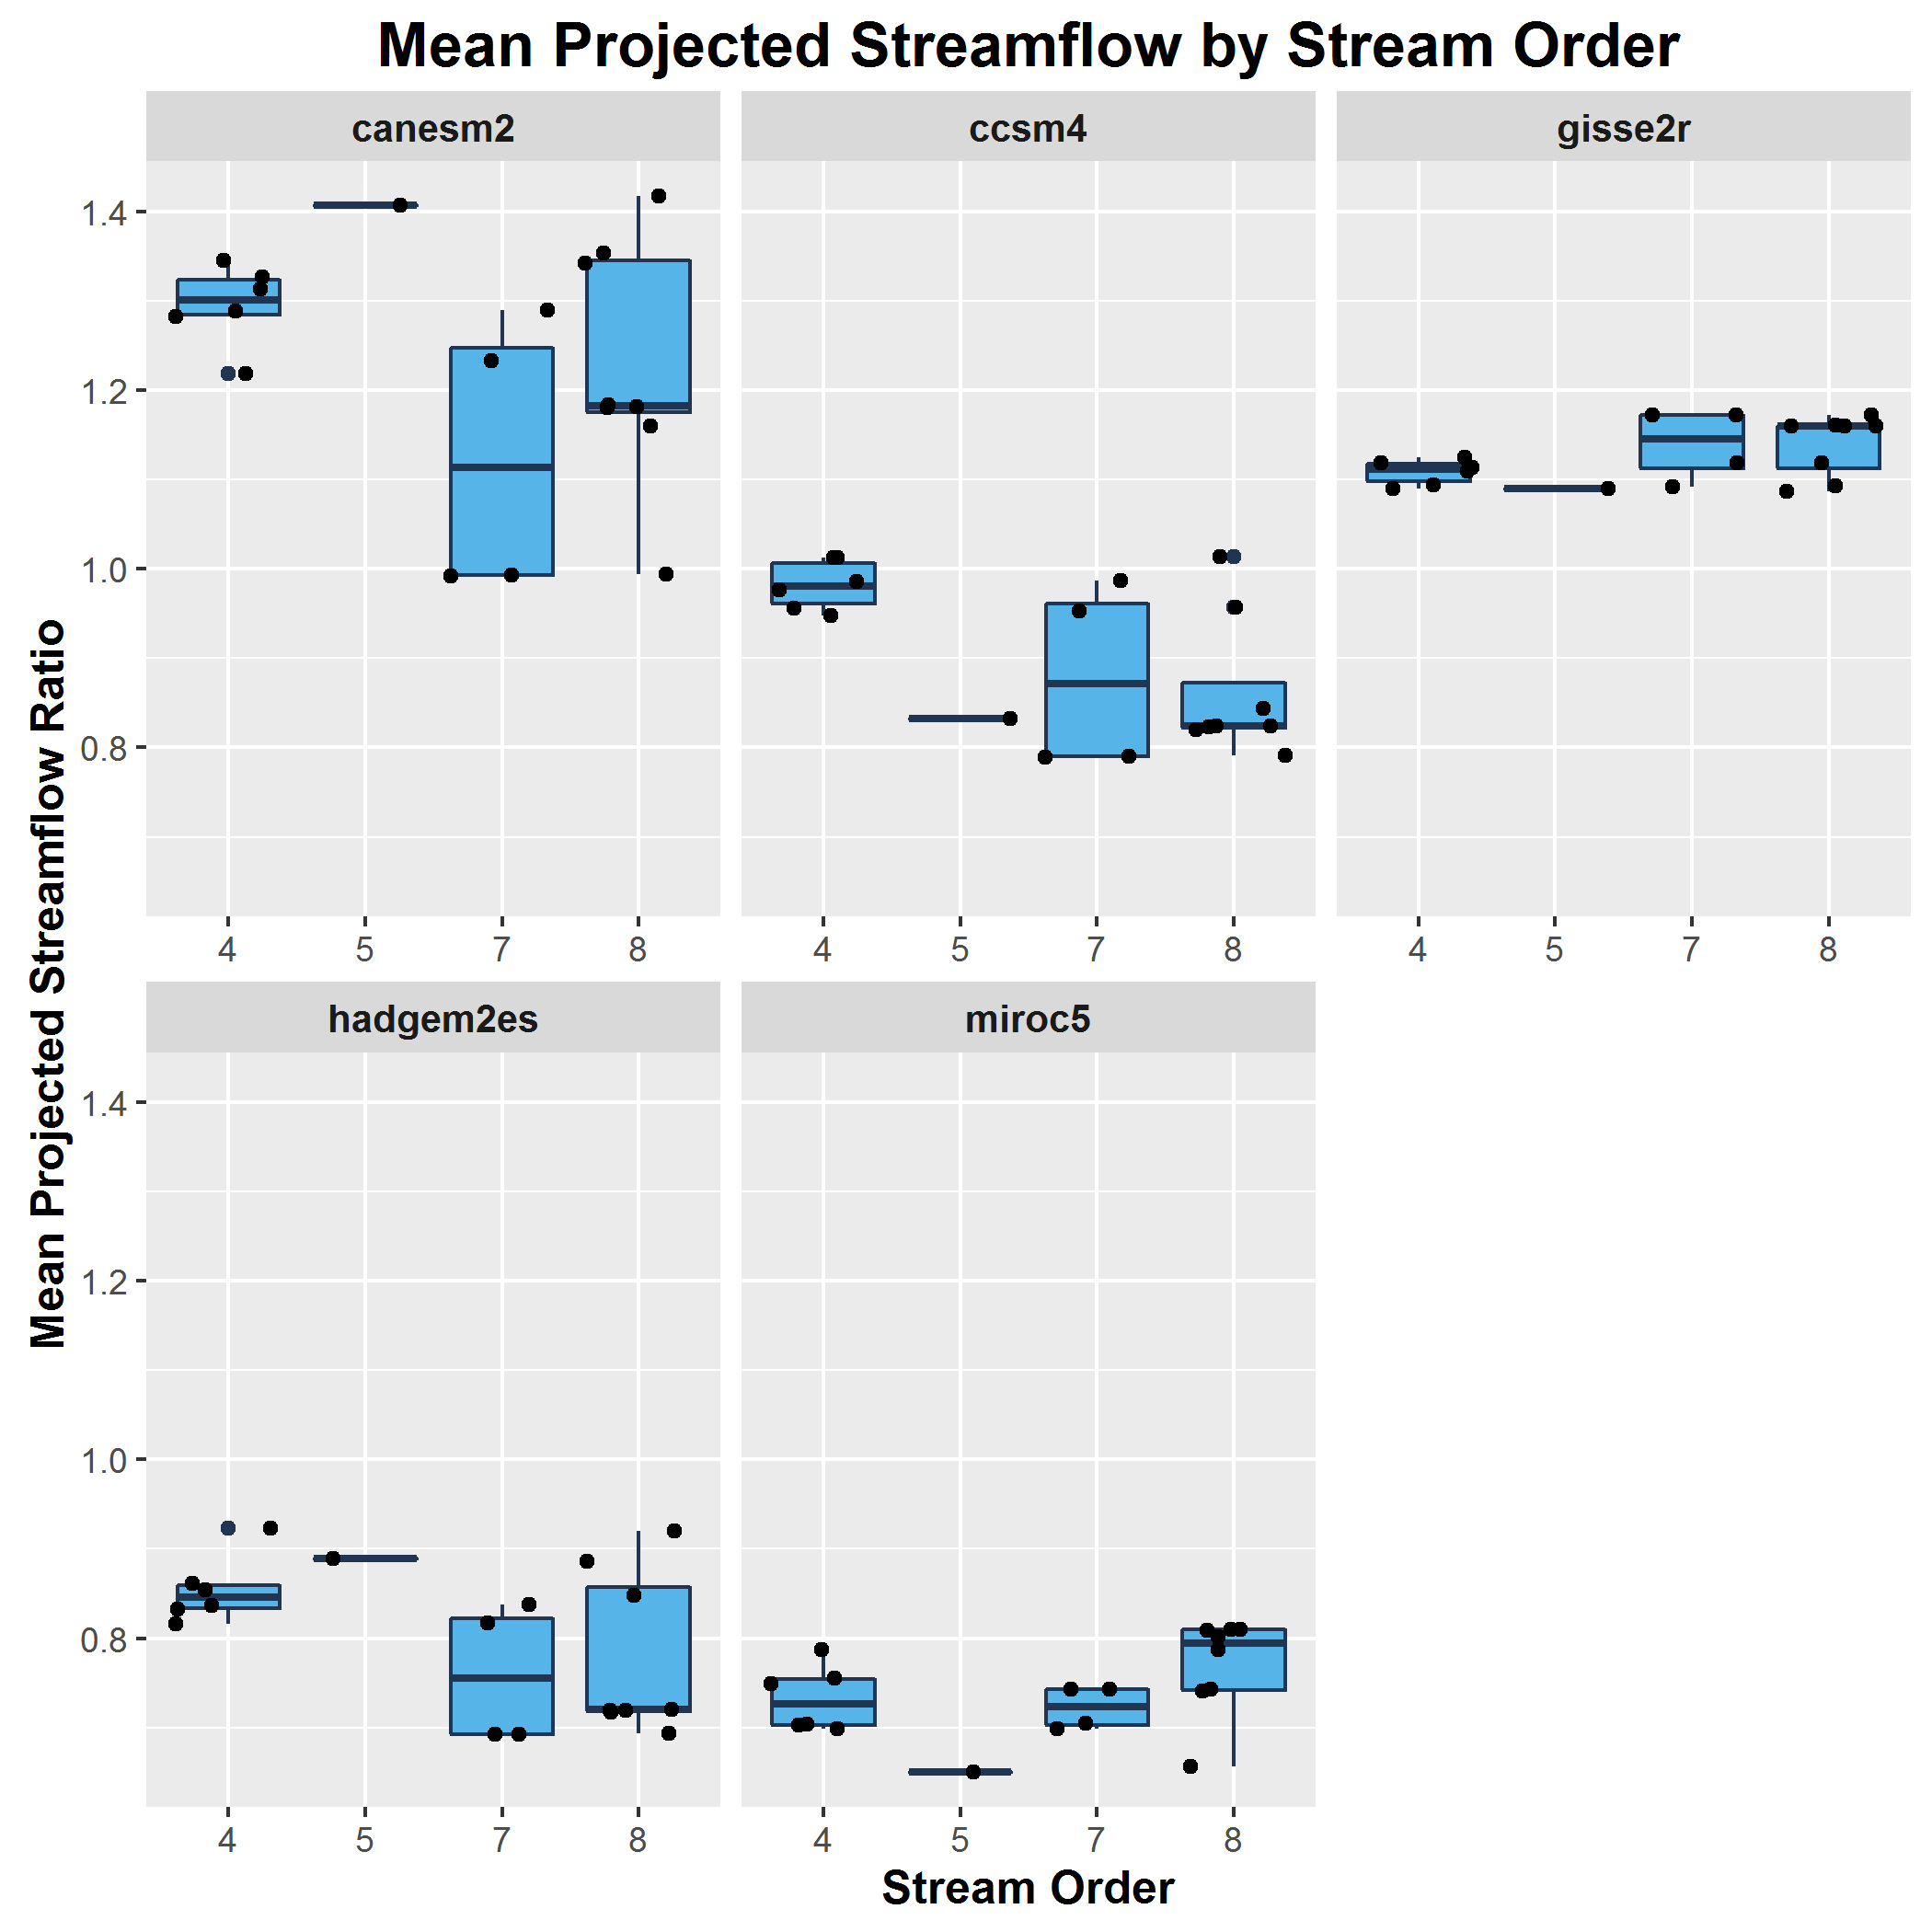 Mean Projected Streamflow by Stream Order
canesm2
ccsm4
gisse2r
1.4
1.2
1.0
0.8
4 5 7 8
4 5 7 8
4 5 7 8
Mean Projected Streamflow Ratio
hadgem2es
miroc5
1.4
1.2
1.0
0.8
4 5 7 8
4 5 7 8
Stream Order